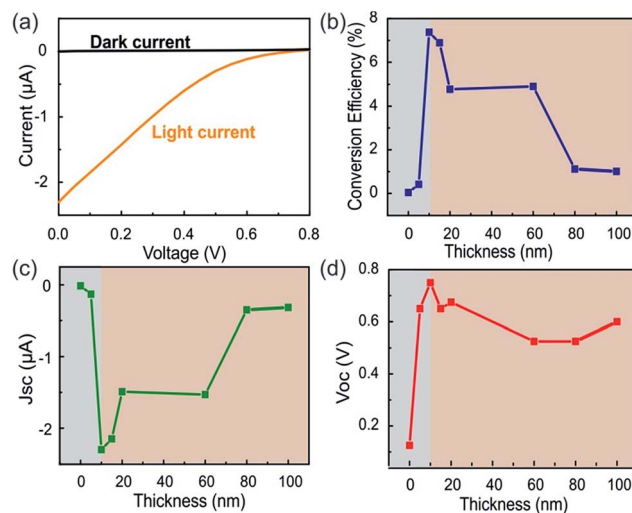 (a)
0
-1
-2
Current (μA)
Dark current
Light current
0.0 0.2 0.4 0.6 0.8
Voltage (V)
(b)
8
6
4
2
0
Conversion Efficiency (%)
0 20 40 60 80 100
Thickness (nm)
(c)
0
-1
-2
Jsc (μA)
0 20 40 60 80 100
Thickness (nm)
(d)
0.8
0.6
0.4
0.2
Voc (V)
0 20 40 60 80 100
Thickness (nm)